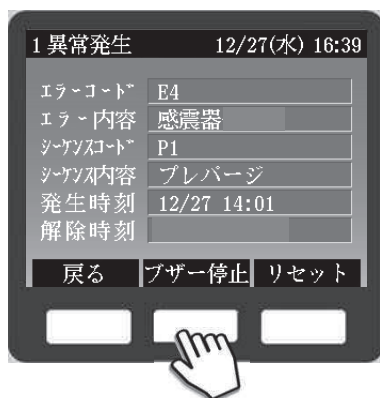 1 異常発生 12/27(水) 16:39
エラーコード E4
エラー内容 感震器
シーケンスコード P1
シーケンス内容 プレパージ
発生時刻 12/27 14:01
解除時刻
戻る ブザー停止 リセット